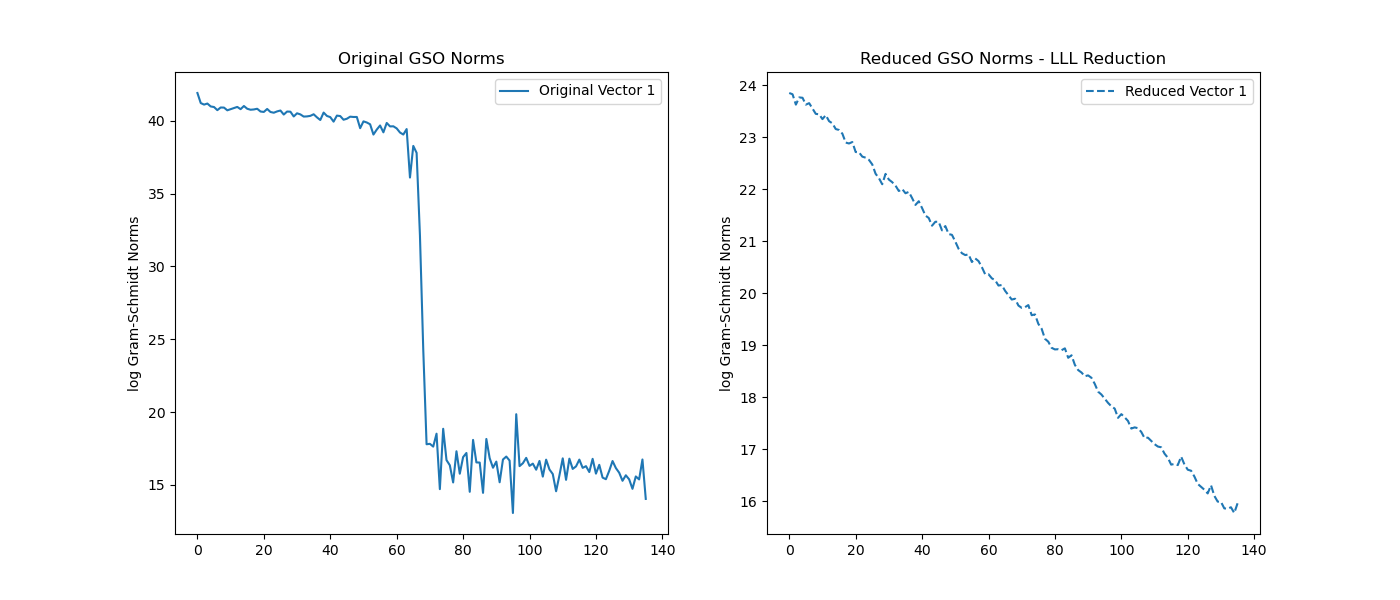 Original GSO Norms
Original Vector 1
log Gram-Schmidt Norms
40
35
30
25
20
15
0 20 40 60 80 100 120 140
Reduced GSO Norms - LLL Reduction
Reduced Vector 1
log Gram-Schmidt Norms
24
23
22
21
20
19
18
17
16
0 20 40 60 80 100 120 140